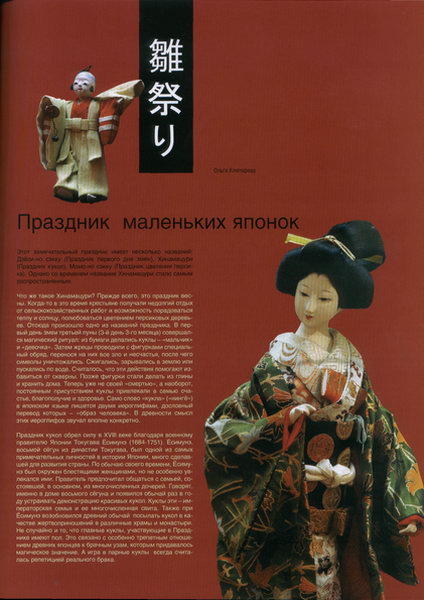 雛祭り
Ольга Хлопорова
Праздник маленьких японок
Этот замечательный праздник имеет несколько названий:
(Праздник первого дня змеи), Хинамацури
(Праздник кукол), Момо-но сэкку (Праздник цветения перси-
ка). Однако со временем название Хинамацури стало самым
распространенным.
Что же такое Хинамацури? Прежде всего, это праздник вес-
ны. Когда-то в это время крестьяне получали недолгий отдых
от сельскохозяйственных работ и возможность порадоваться
теплу и солнцу, полюбоваться цветением персиковых деревь-
ев. Отсюда произошло одно из названий праздника. В пер-
вый день змеи третьей луны (3-й день 3-го месяца) совершал-
ся магический ритуал: из бумаги делались куклы – «мальчик»
и «девочка». Затем жрецы проводили с фигурками специаль-
ный обряд, перенося на них все зло и несчастья, после чего
символы уничтожались. Сжигались, зарывались в землю или
пускались по воде. Считалось, что эти действия помогают из-
бавиться от скверны. Позже фигурки стали делать из глины
и хранить дома. Теперь уже не своей «смертью», а наоборот,
постоянным присутствием куклы привлекали в семью сча-
стье, благополучие и здоровье. Само слово «кукла» («нингё»)
в японском языке пишется двумя иероглифами, дословный
перевод которых – «образ человека». В древности смысл
этих иероглифов звучал вполне конкретно.
Праздник кукол обрел силу в XVIII веке благодаря военному
правителю Японии Токугава Ёсимунэ (1684-1751). Ёсимунэ,
восьмой сёгун из династии Токугава, был одной из самых
примечательных личностей в истории Японии, много сделав-
шей для развития страны. По обычаю своего времени, Ёсиму-
нэ был окружен блестящими женщинами, но не особенно ув-
лекался ими. Правитель предпочитал общаться с семьей, со-
стоявшей, в основном, из многочисленных дочерей. Говорят,
именно в доме восьмого сёгуна и появился обычай раз в го-
ду устраивать демонстрацию красивых кукол. Куклы эти – им-
ператорская семья и ее многочисленная свита. Также при
Ёсимунэ возобновился древний обычай посылать кукол в ка-
честве жертвоприношений в различные храмы и монастыри.
Не случайно и то, что главные куклы, участвующие в Празд-
нике имеют пол. Это связано с особенно трепетным отноше-
нием древних японцев к брачным узам, которым придавалось
магическое значение. А игра в парные куклы всегда счита-
лась репетицией реального брака.